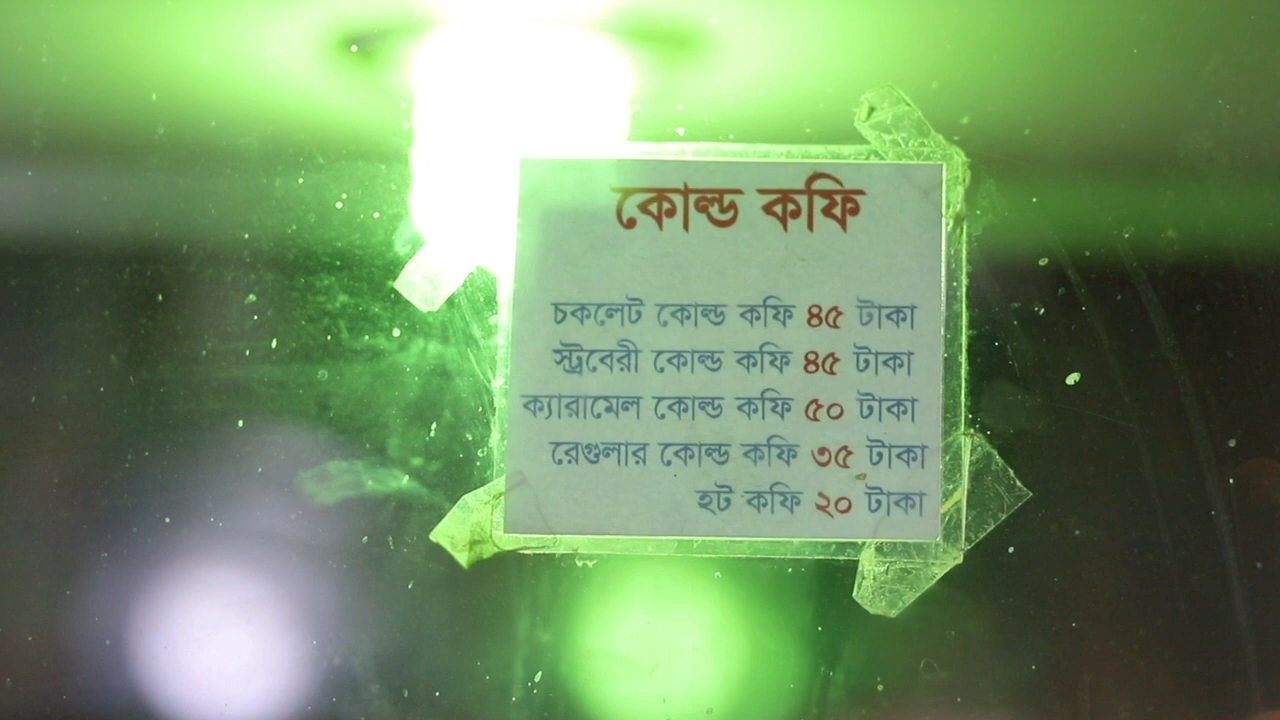 কোল্ড কফি
চকলেট কোল্ড কফি ৪৫ টাকা
স্ট্রবেরী কোল্ড কফি ৪৫ টাকা
ক্যারামেল কোল্ড কফি ৫০ টাকা
রেগুলার কোল্ড কফি ৩৫ টাকা
হট কফি ২০ টাকা